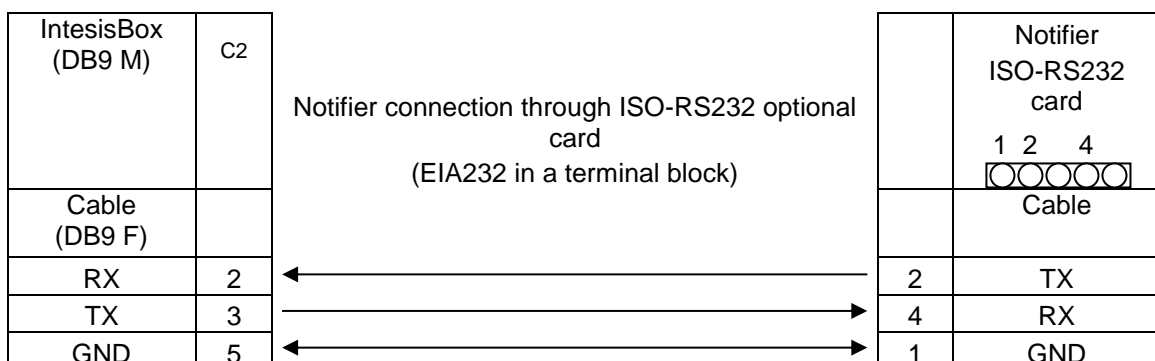 IntesisBox
(DB9 M)
C2
Notifier connection through ISO-RS232 optional
card
(EIA232 in a terminal block)
Notifier
ISO-RS232
card
1 2 4
Cable
(DB9 F)
Cable
RX 2 2 TX
TX 3 4 RX
GND 5 1 GND